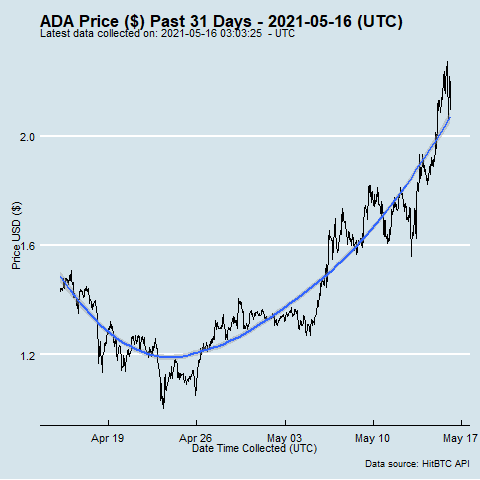 ADA Price ($) Past 31 Days - 2021-05-16 (UTC)
Latest data collected on: 2021-05-16 03:03:25 - UTC
2.0
1.6
1.2
Price USD ($)
Apr 19
Apr 26
May 03
May 10
May 17
Date Time Collected (UTC)
Data source: HitBTC API